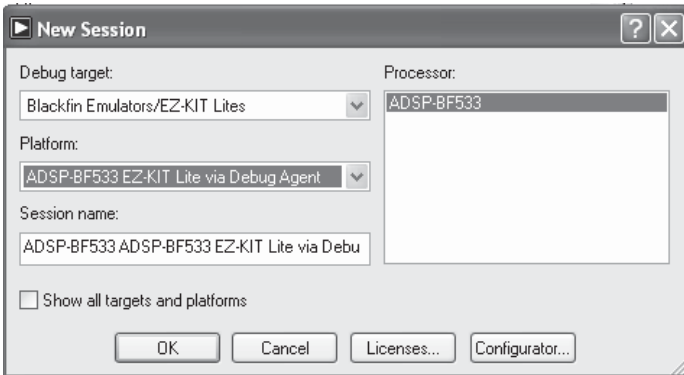 New Session
Debug target:
Blackfin Emulators/EZ-KIT Lites
Platform:
ADSP-BF533 EZ-KIT Lite via Debug Agent
Session name:
ADSP-BF533 ADSP-BF533 EZ-KIT Lite via Debu
Show all targets and platforms
Processor:
ADSP-BF533
OK Cancel Licenses... Configurator...